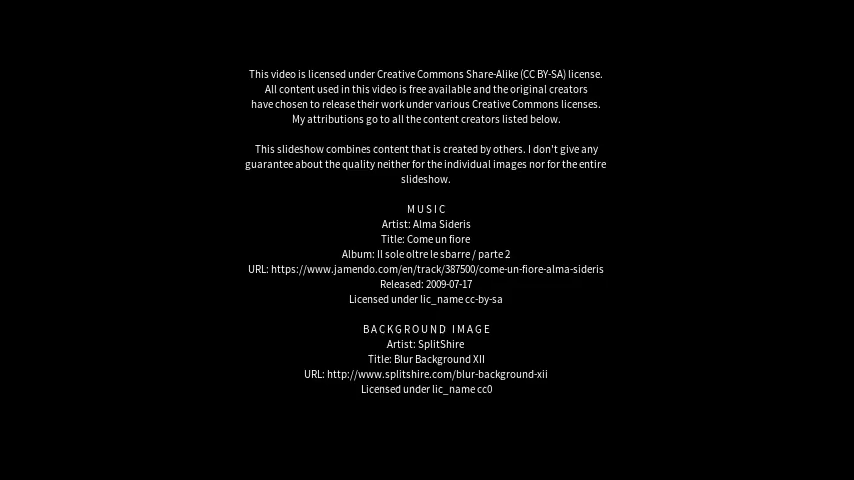 This video is licensed under Creative Commons Share-Alike (CC BY-SA) license.
All content used in this video is free available and the original creators
have chosen to release their work under various Creative Commons licenses.
My attributions go to all the content creators listed below.
This slideshow combines content that is created by others. I don't give any
guarantee about the quality neither for the individual images nor for the entire
slideshow.
MUSIC
Artist: Alma Sideris
Title: Come un fiore
Album: Il sole oltre le sbarre / parte 2
URL: https://www.jamendo.com/en/track/387500/come-un-fiore-alma-sideris
Released: 2009-07-17
Licensed under lic_name cc-by-sa
BACKGROUND IMAGE
Artist: SplitShire
Title: Blur Background XII
URL: http://www.splitshire.com/blur-background-xii
Licensed under lic_name cc0